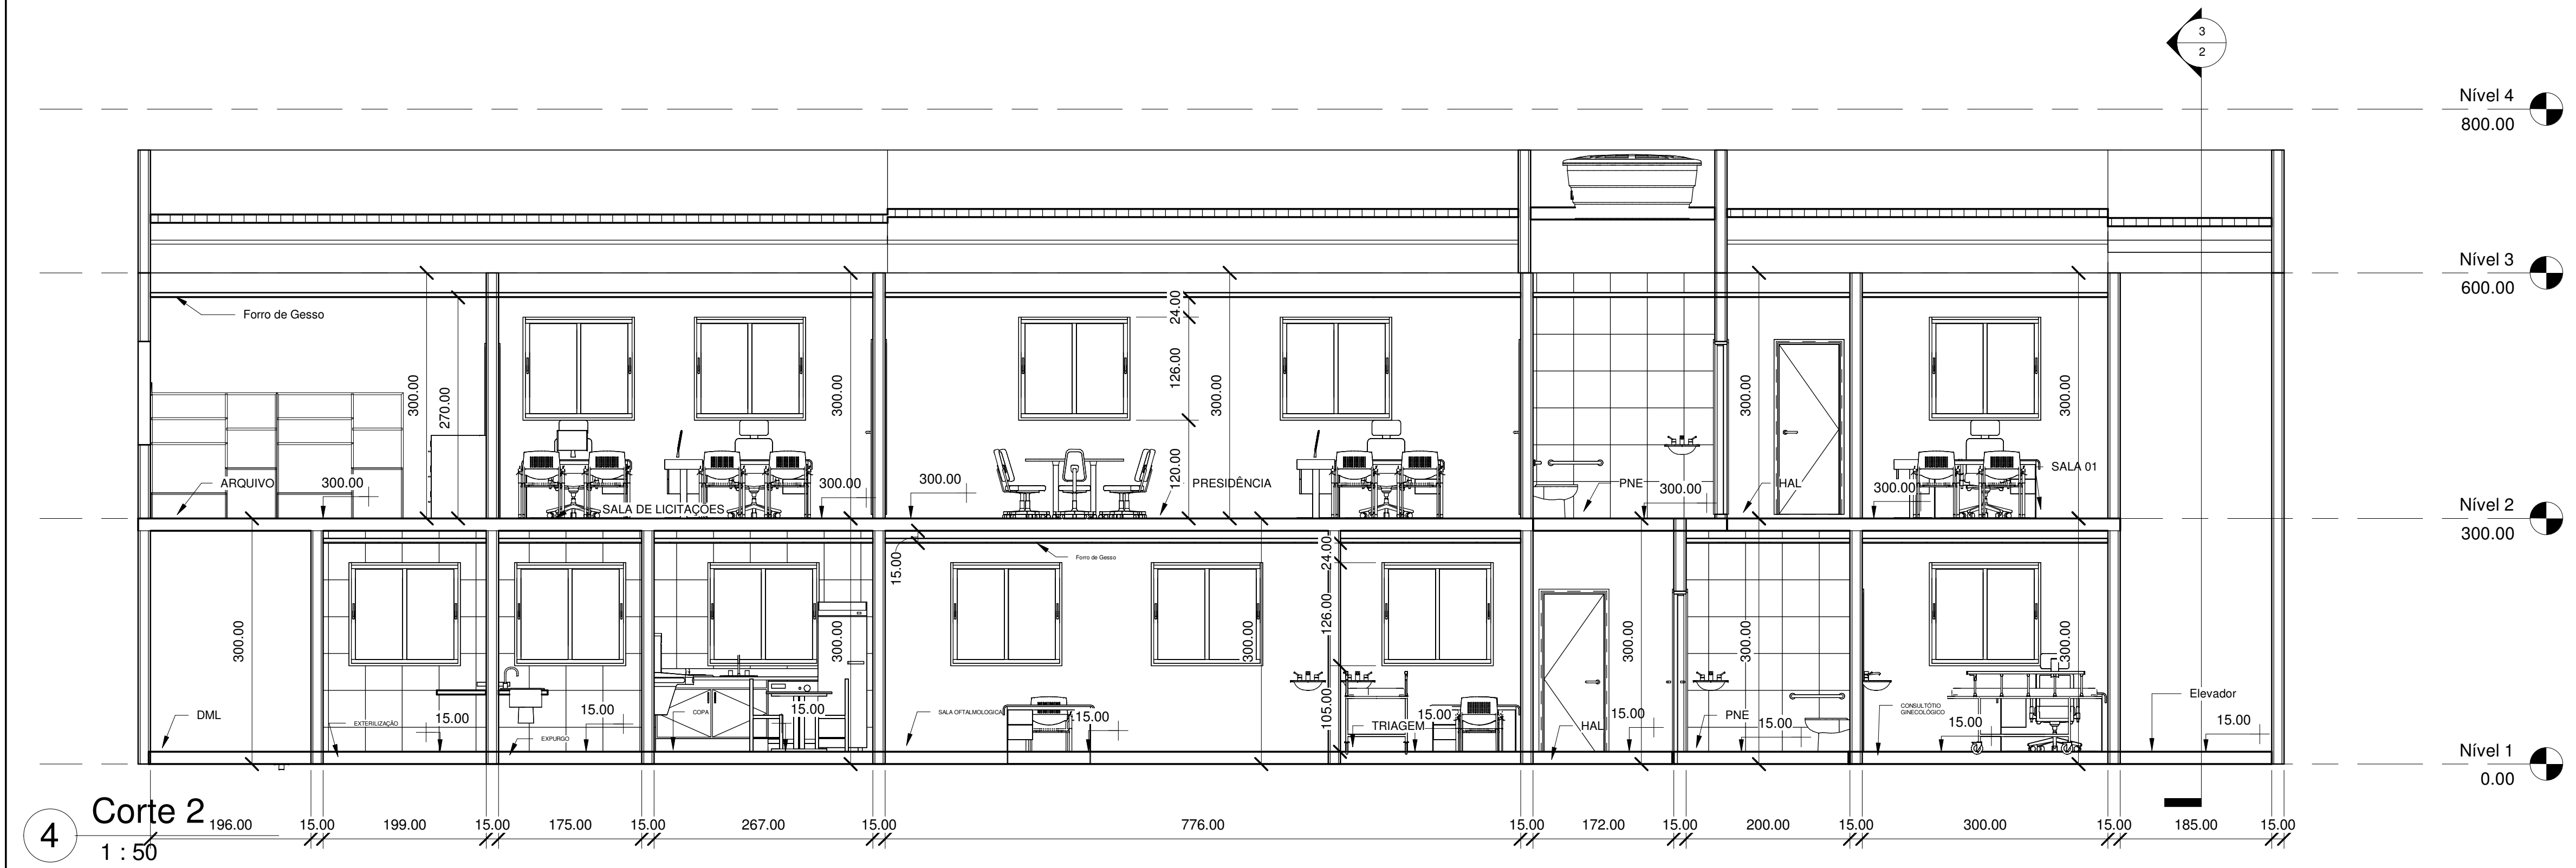 3
2
Nível 4
800.00
Nível 3
600.00
Forro de Gesso
24.00
126.00
300.00
270.00
300.00
300.00
120.00
300.00
300.00
ARQUIVO
300.00
SALA DE LICITAÇOES
300.00
300.00
PRESIDÊNCIA
PNE
300.00
HAL
300.00
SALA 01
Nível 2
300.00
15.00
Forro de Gesso
24.00
126.00
105.00
300.00
300.00
300.00
300.00
300.00
300.00
DML
EXTERILIZAÇÃO
15.00
EXPURGO
15.00
COPA
15.00
SALA OFTALMOLOGICA
15.00
TRIAGEM
15.00
HAL
15.00
PNE
15.00
CONSULTÓTIO
GINECOLÓGICO
15.00
Elevador
15.00
Nível 1
0.00
4
Corte 2
1 : 50
196.00 15.00 199.00 15.00 175.00 15.00 267.00 15.00 776.00 15.00 172.00 15.00 200.00 15.00 300.00 15.00 185.00 15.00